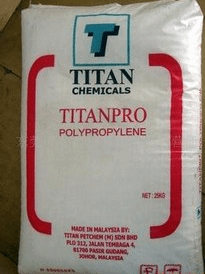 TITAN
CHEMICALS
TITANPRO
POLYPROPYLENE
NET : 25KG
MADE IN MALAYSIA BY:
TITAN PETCHEM (M) SDN BHD
PLO 312, JALAN TEMBAGA 4,
81700 PASIR GUDANG,
JOHOR, MALAYSIA